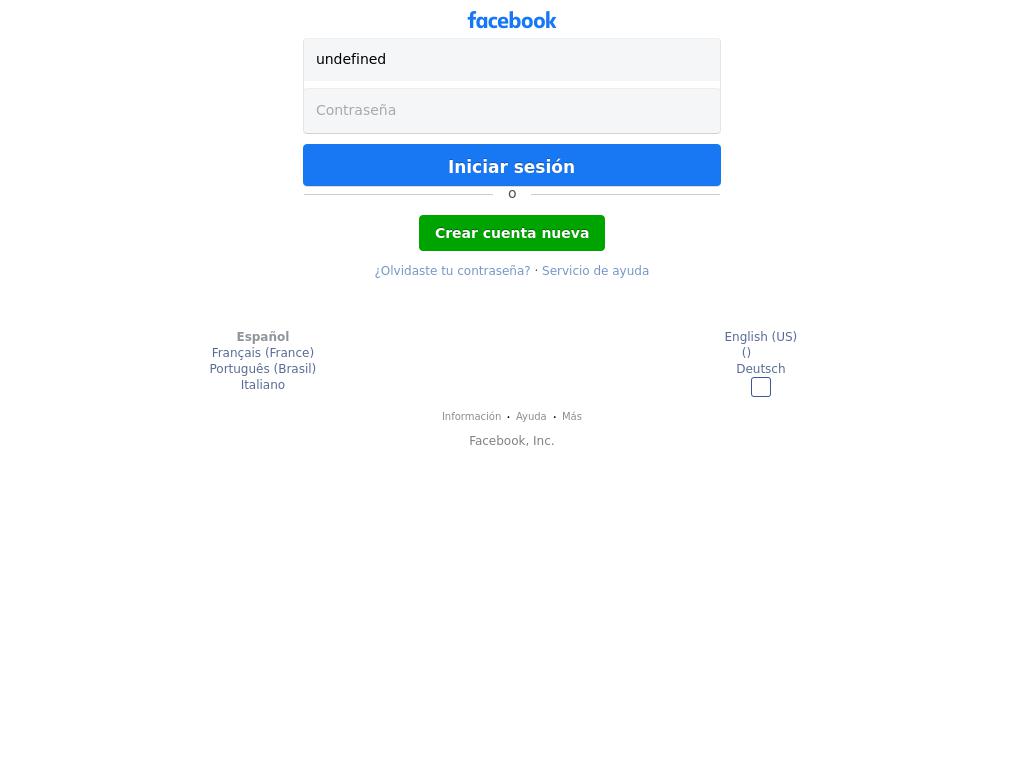 facebook
undefined
Contraseña
Iniciar sesión
o
Crear cuenta nueva
¿Olvidaste tu contraseña? · Servicio de ayuda
Español
Français (France)
Português (Brasil)
Italiano
English (US)
()
Deutsch
Información · Ayuda · Más
Facebook, Inc.